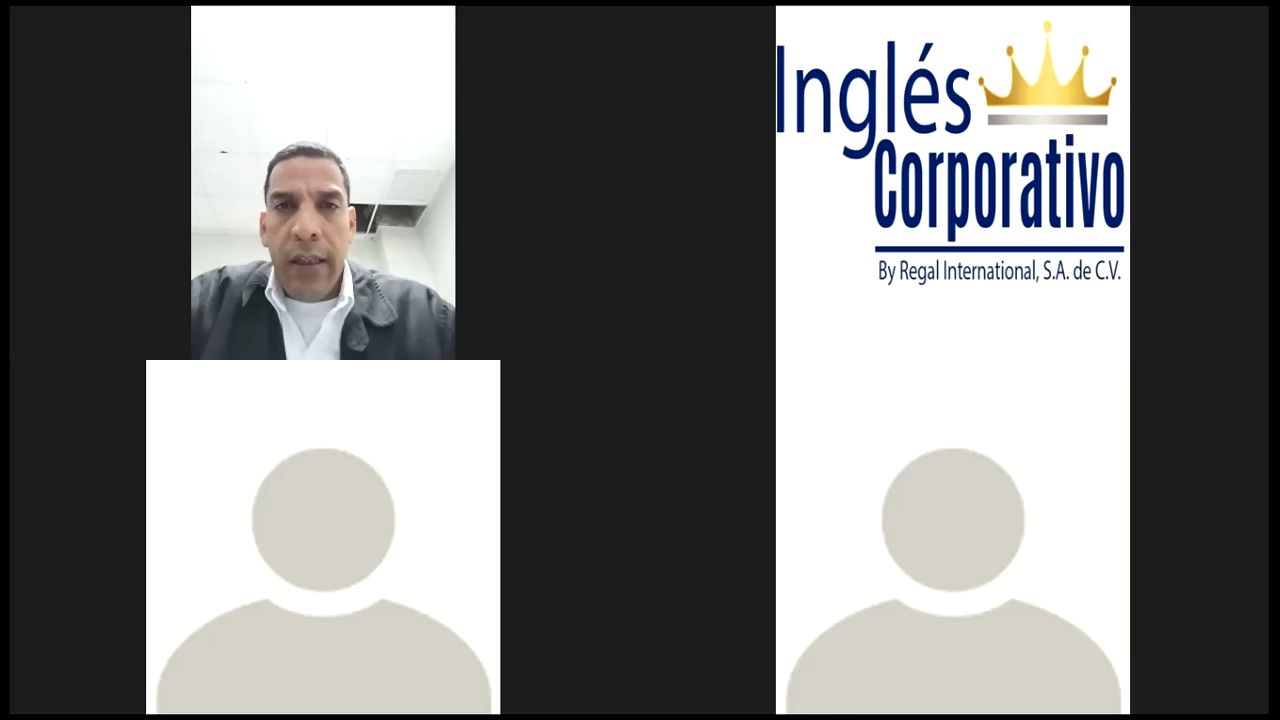 Inglés
Corporativo
By Regal International, S.A. de C.V.